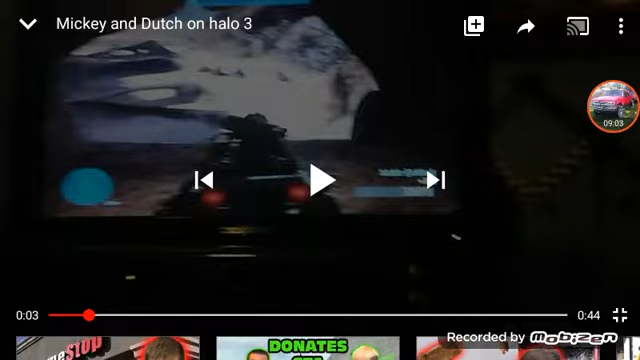 Mickey and Dutch on halo 3
09:03
0:03
0:44
DONATES
Recorded by mobizen